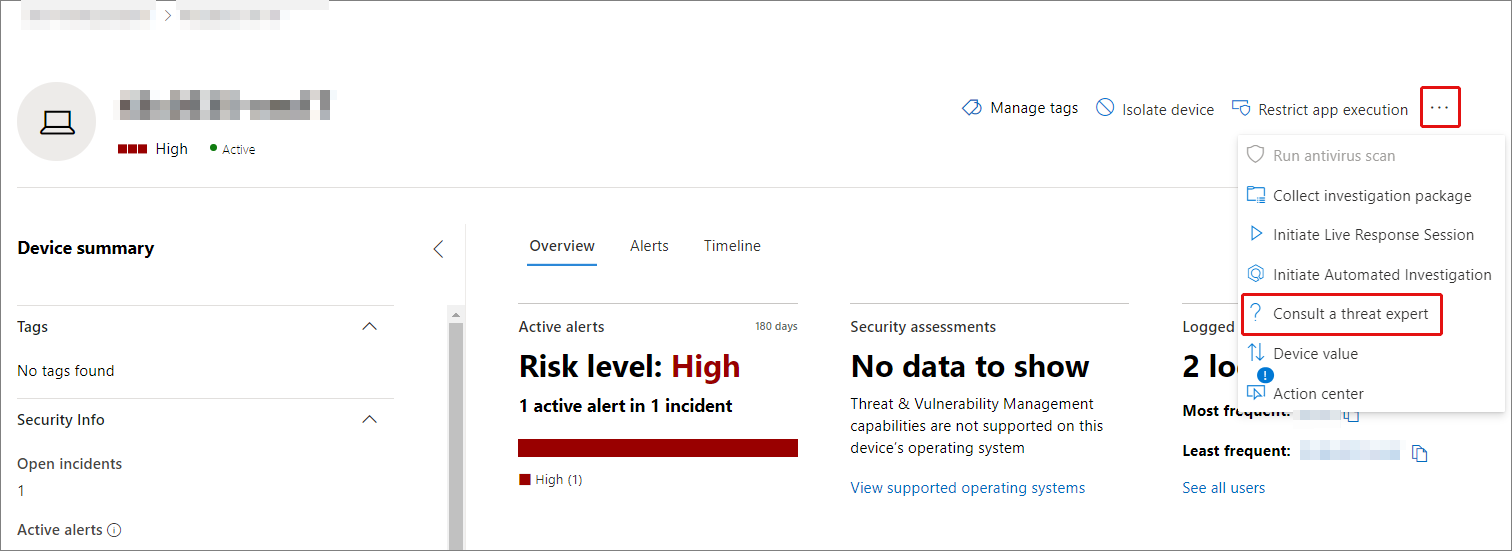 Manage tags
Isolate device
Restrict app execution
...
High
Active
Run antivirus scan
Collect investigation package
Initiate Live Response Session
Initiate Automated Investigation
Consult a threat expert
Device value
Action center
Device summary
Tags
No tags found
Security Info
Open incidents
1
Active alerts
Overview
Alerts
Timeline
Active alerts
180 days
Risk level: High
1 active alert in 1 incident
High (1)
Security assessments
No data to show
Threat & Vulnerability Management
capabilities are not supported on this
device's operating system
View supported operating systems
Logged
2
Most frequent:
Least frequent:
See all users